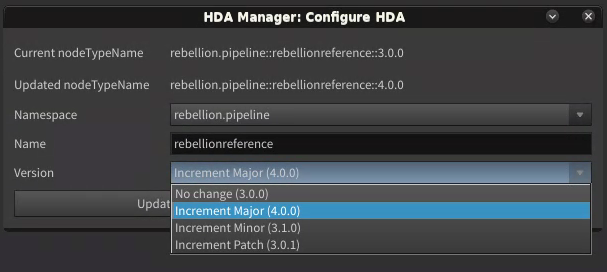 HDA Manager: Configure HDA
Current nodeTypeName rebellion.pipeline::rebellionreference::3.0.0
Updated nodeTypeName rebellion.pipeline::rebellionreference::4.0.0
Namespace rebellion.pipeline
Name rebellionreference
Version Increment Major (4.0.0)
No change (3.0.0)
Updat Increment Major (4.0.0)
Increment Minor (3.1.0)
Increment Patch (3.0.1)